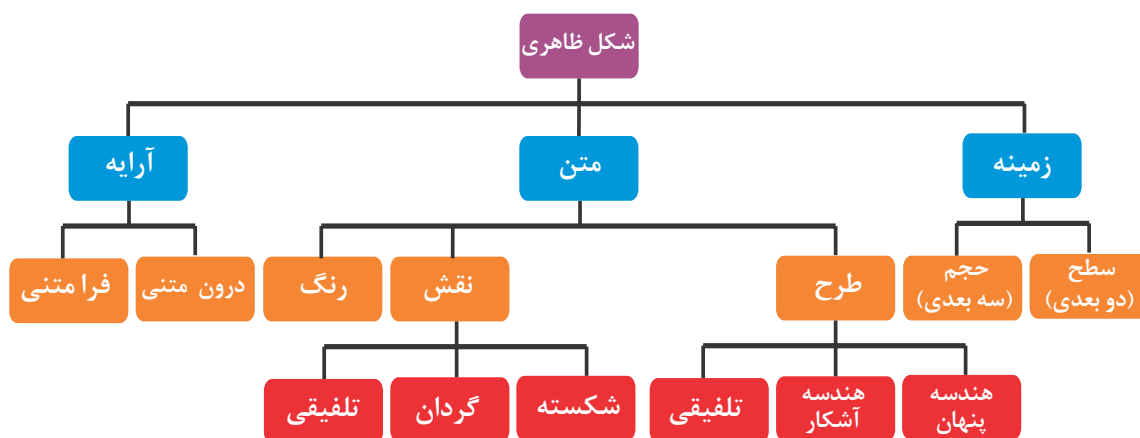 شکل ظاهری
زمینه
متن
آرایه
سطح
(دو بعدی)
حجم
(سه بعدی)
طرح
نقش
رنگ
درون متنی
فرا متنی
هندسه
پنهان
هندسه
آشکار
تلفیقی
شکسته
گردان
تلفیقی